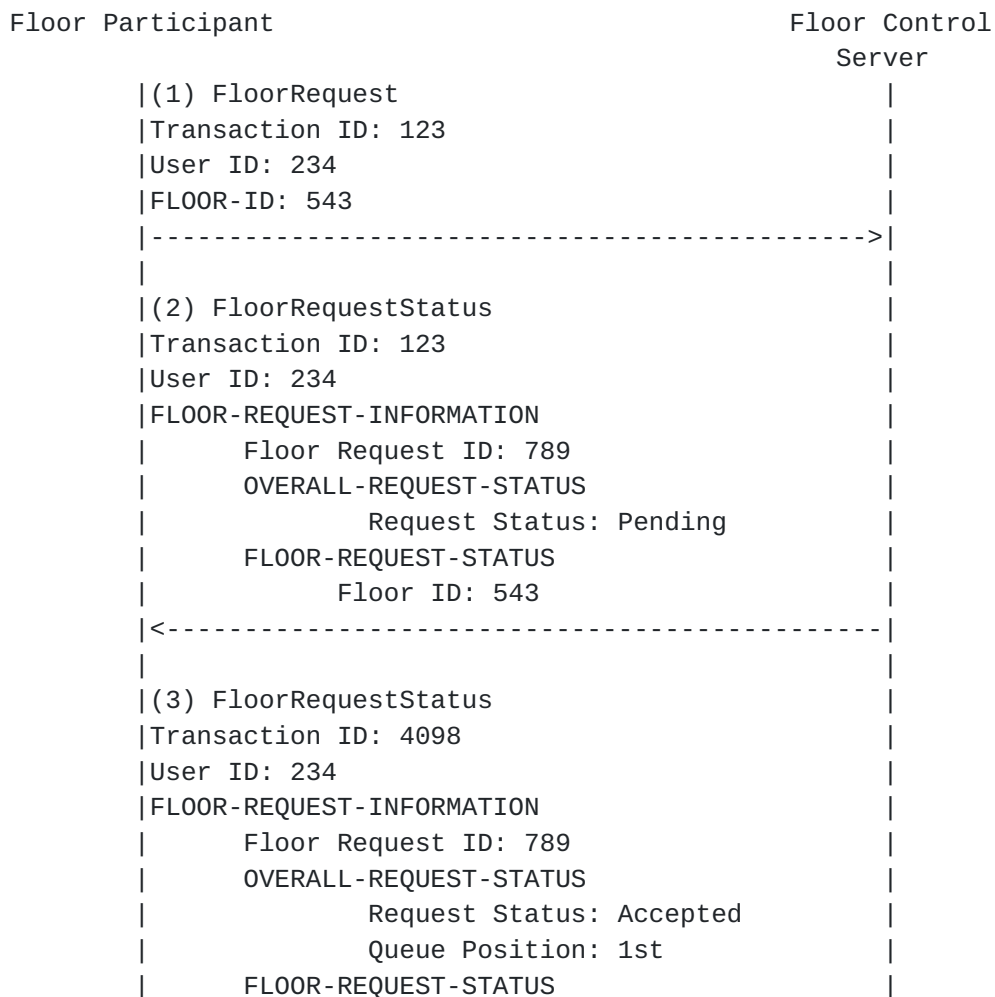 Floor Participant                                 Floor Control
                                                     Server
        |(1) FloorRequest                               |
        |Transaction ID: 123                            |
        |User ID: 234                                   |
        |FLOOR-ID: 543                                  |
        |---------------------------------------------->|
        |                                               |
        |(2) FloorRequestStatus                         |
        |Transaction ID: 123                            |
        |User ID: 234                                   |
        |FLOOR-REQUEST-INFORMATION                      |
        |      Floor Request ID: 789                    |
        |      OVERALL-REQUEST-STATUS                   |
        |              Request Status: Pending          |
        |      FLOOR-REQUEST-STATUS                     |
        |            Floor ID: 543                      |
        |<----------------------------------------------|
        |                                               |
        |(3) FloorRequestStatus                         |
        |Transaction ID: 4098                           |
        |User ID: 234                                   |
        |FLOOR-REQUEST-INFORMATION                      |
        |      Floor Request ID: 789                    |
        |      OVERALL-REQUEST-STATUS                   |
        |              Request Status: Accepted         |
        |              Queue Position: 1st              |
        |      FLOOR-REQUEST-STATUS                     |